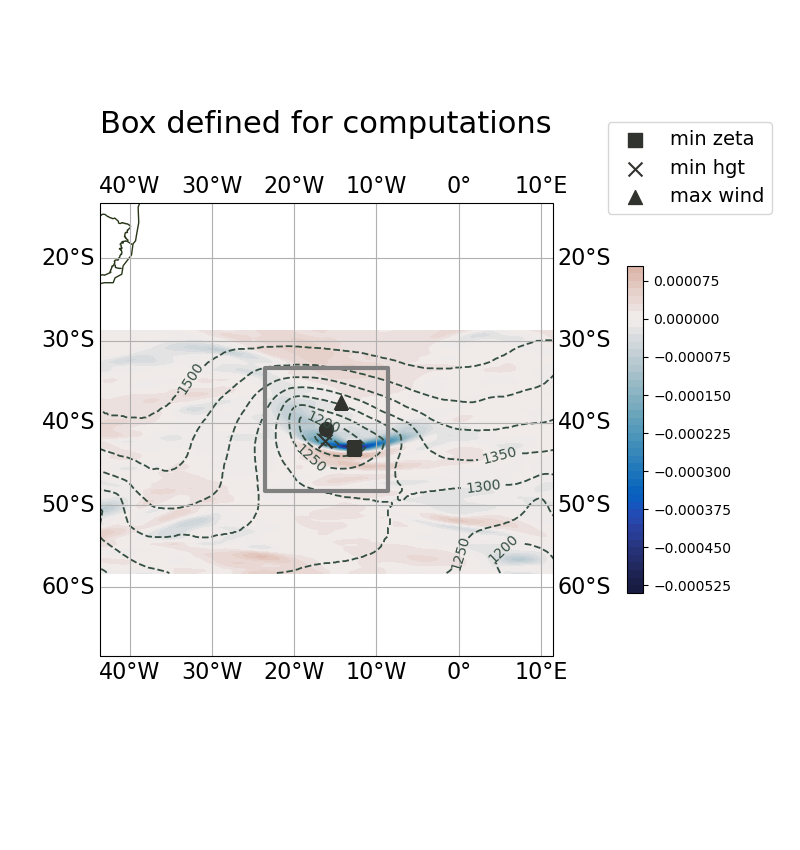 Box defined for computations
min zeta
min hgt
max wind
40°W 30°W 20°W 10°W 0° 10°E
20°S 20°S
30°S 30°S
40°S 40°S
50°S 50°S
60°S 60°S
40°W 30°W 20°W 10°W 0° 10°E
1500
1200
1250
1350
1300
1250
1200
0.000075
0.000000
−0.000075
−0.000150
−0.000225
−0.000300
−0.000375
−0.000450
−0.000525